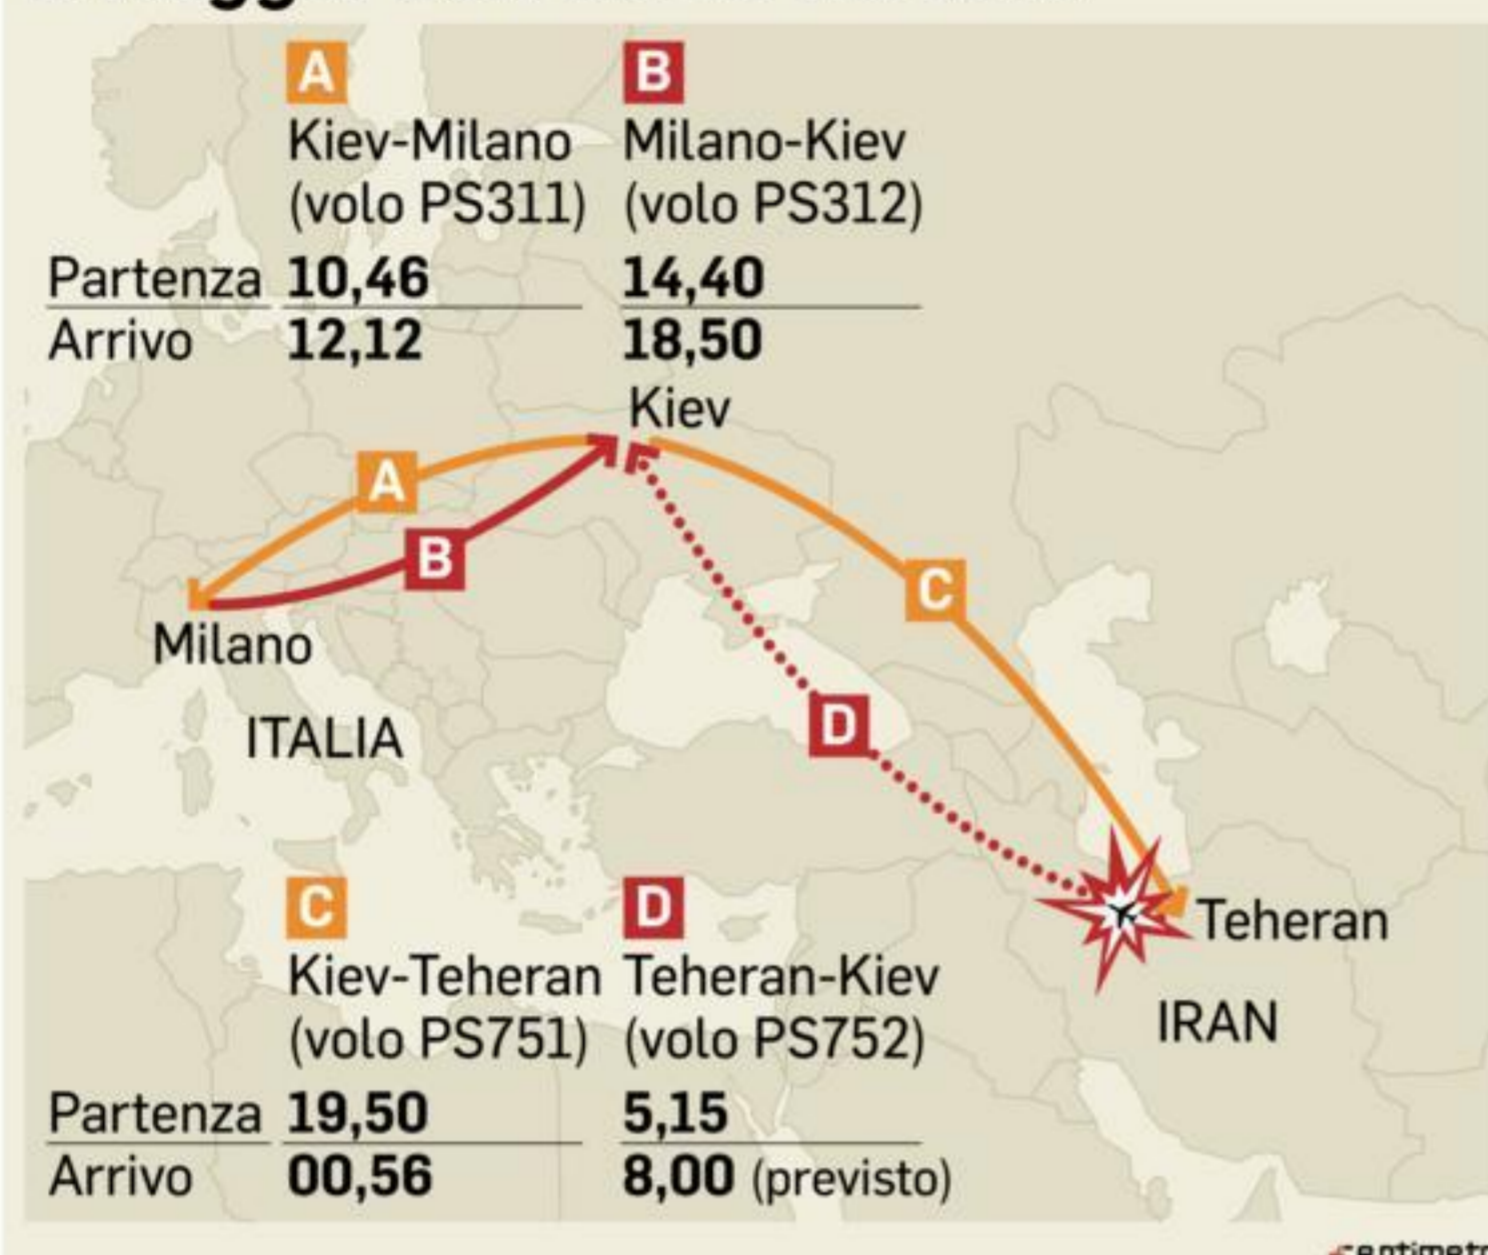 A
B
Kiev-Milano
Milano-Kiev
(volo PS311)
(volo PS312)
Partenza 10,46
14,40
Arrivo 12,12
18,50
Kiev
A
B
C
D
Milano
ITALIA
Teheran
IRAN
C
D
Kiev-Teheran
Teheran-Kiev
(volo PS751)
(volo PS752)
Partenza 19,50
5,15
Arrivo 00,56
8,00 (previsto)